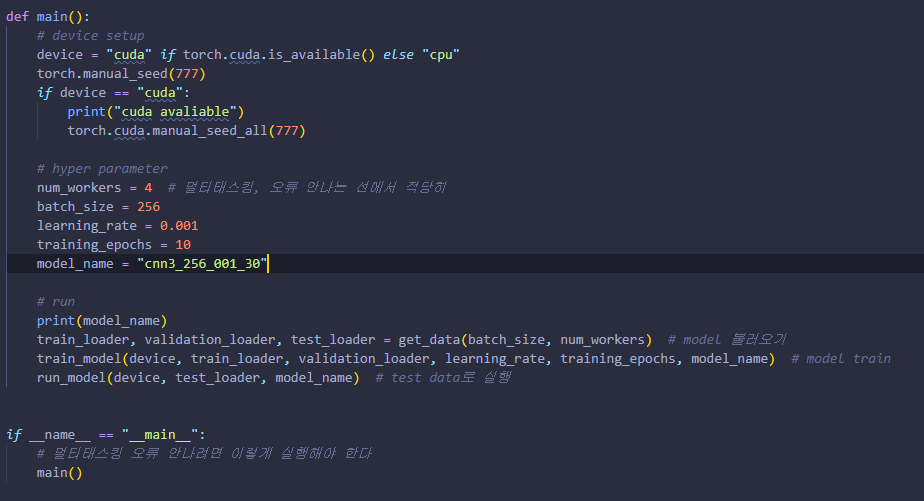 def main():
# device setup
device = "cuda" if torch.cuda.is_available() else "cpu"
torch.manual_seed(777)
if device == "cuda":
print("cuda avaliable")
torch.cuda.manual_seed_all(777)
# hyper parameter
num_workers = 4 # 멀티태스킹, 오류 안나는 선에서 적당히
batch_size = 256
learning_rate = 0.001
training_epochs = 10
model_name = "cnn3_256_001_30"
# run
print(model_name)
train_loader, validation_loader, test_loader = get_data(batch_size, num_workers) # model 불러오기
train_model(device, train_loader, validation_loader, learning_rate, training_epochs, model_name) # model train
run_model(device, test_loader, model_name) # test data로 실행
if __name__ == "__main__":
# 멀티태스킹 오류 안나려면 이렇게 실행해야 한다
main()